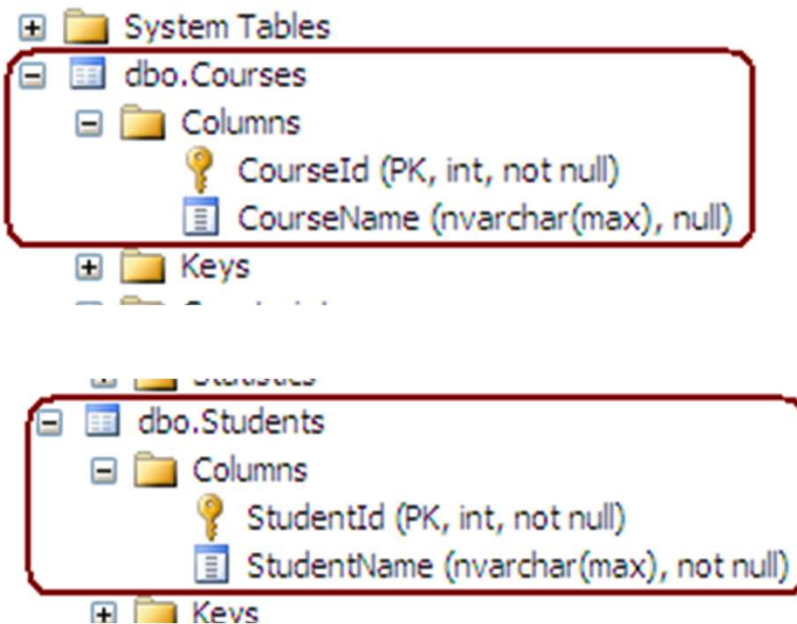 System Tables
dbo.Courses
Columns
CourseId (PK, int, not null)
CourseName (nvarchar(max), null)
Keys
dbo.Students
Columns
StudentId (PK, int, not null)
StudentName (nvarchar(max), not null)
Keys